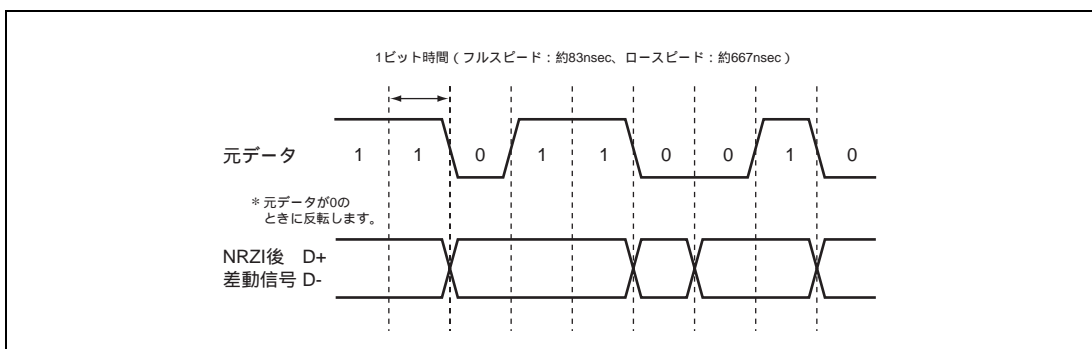 1ビット時間（フルスピード：約83nsec、ロースピード：約667nsec）
元データ 1 1 0 1 1 0 0 1 0
＊元データが0の
ときに反転します。
NRZI後 D+
差動信号 D-